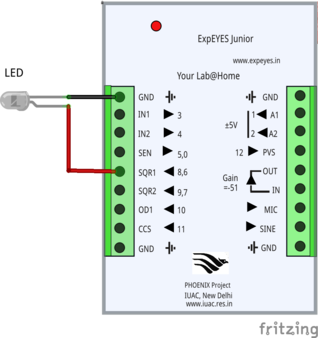 ExpEYES Junior
www.expeyes.in
Your Lab@Home
LED
GND
IN1 3
IN2 4
SEN 5,0
SQR1 8,6
SQR2 9,7
OD1 10
CCS 11
GND
GND
±5V
1 A1
2 A2
12 PVS
Gain
=-51
OUT
IN
MIC
SINE
GND
PHOENIX Project
IUAC, New Delhi
www.iuac.res.in
fritzing